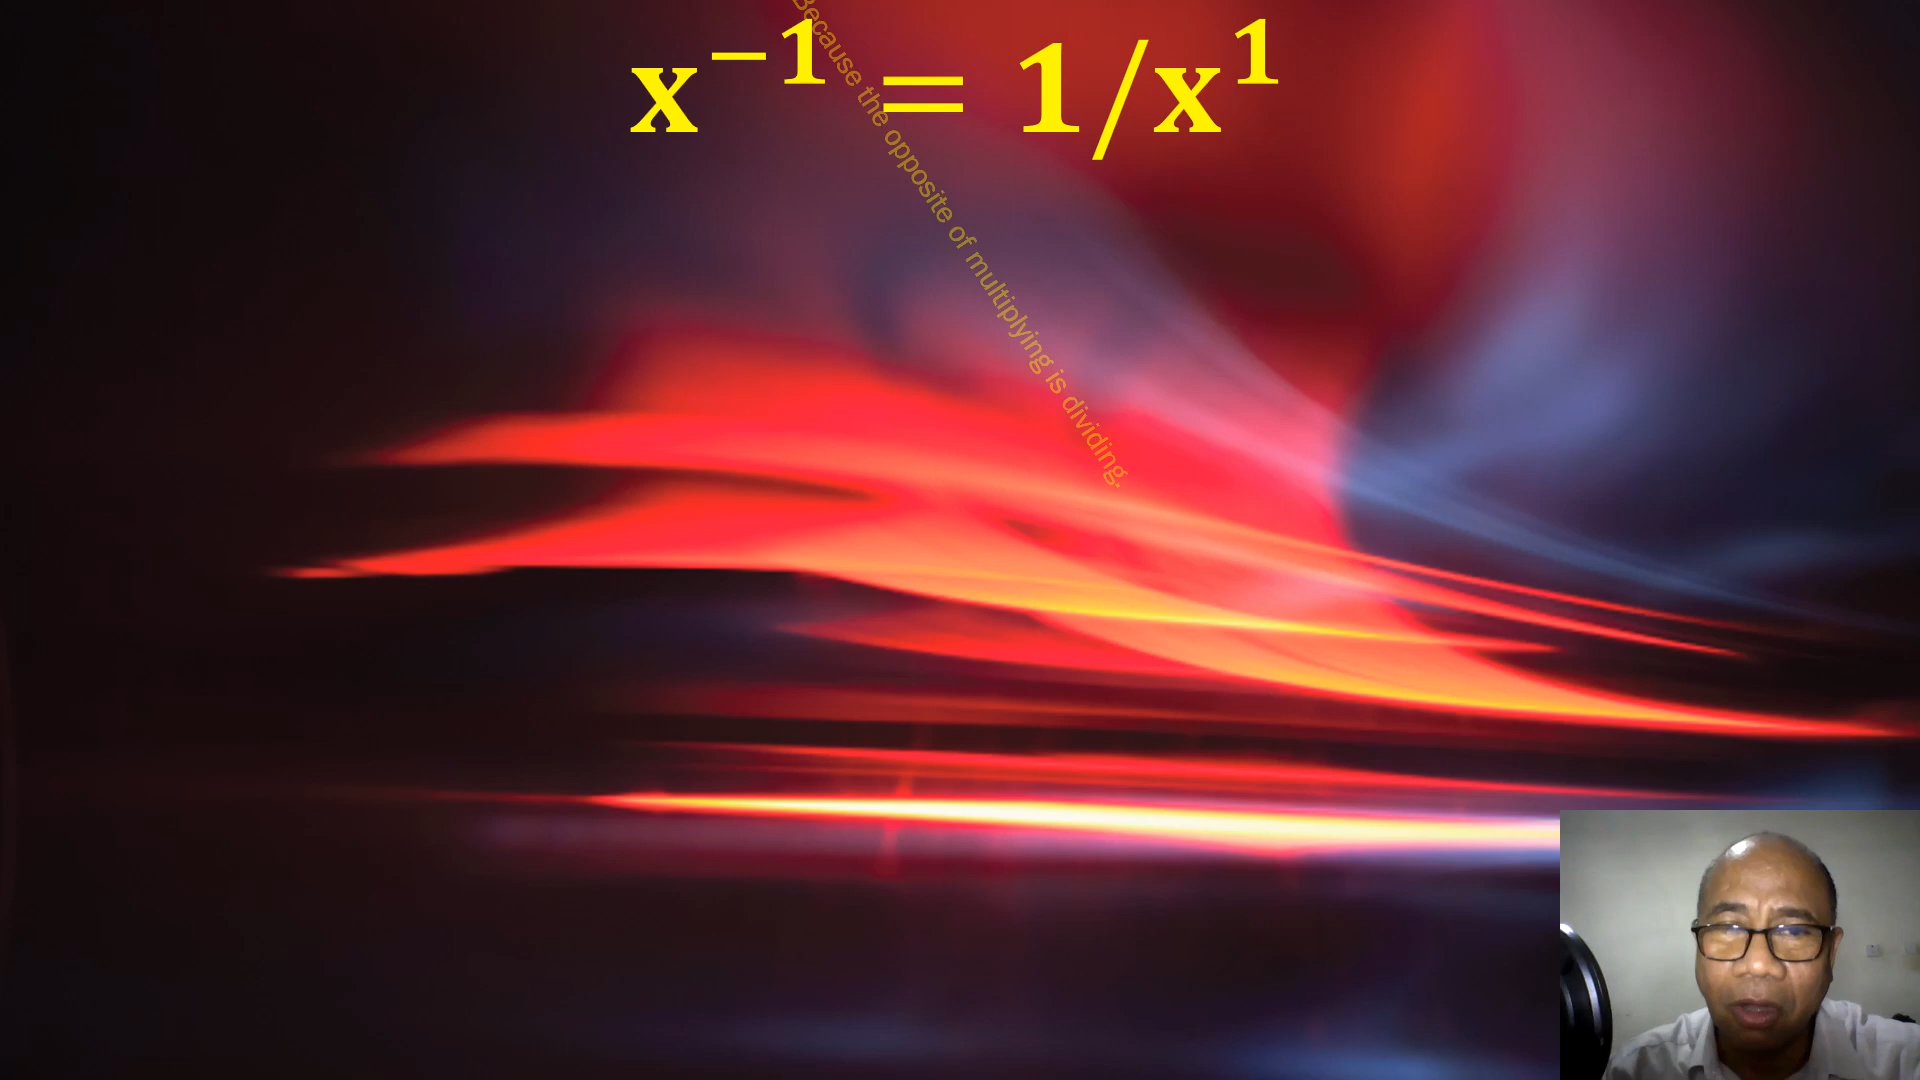 x⁻¹ = 1/x¹
Because the opposite of multiplying is dividing.